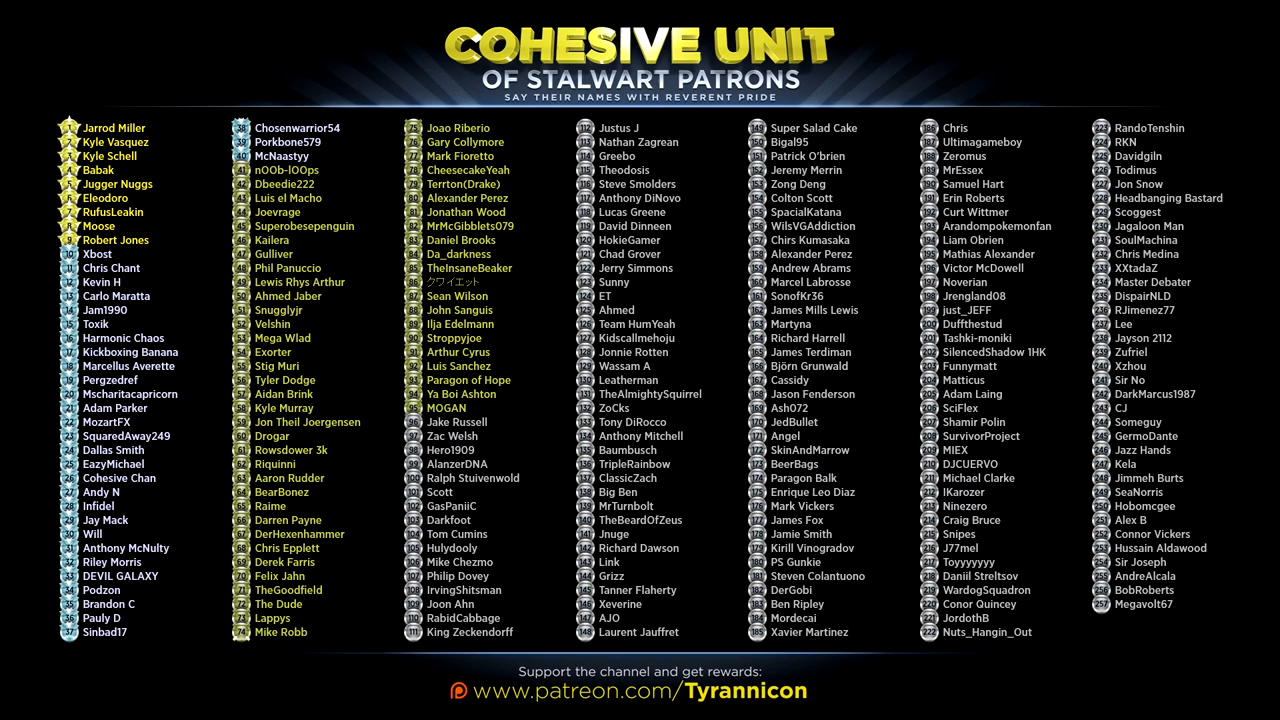 COHESIVE UNIT
OF STALWART PATRONS
SAY THEIR NAMES WITH REVERENT PRIDE
1 Jarrod Miller
2 Kyle Vasquez
3 Kyle Schell
4 Babak
5 Jugger Nuggs
6 Eleodoro
7 RufusLeakin
8 Moose
9 Robert Jones
10 Xbost
11 Chris Chant
12 Kevin H
13 Carlo Maratta
14 Jam1990
15 Toxik
16 Harmonic Chaos
17 Kickboxing Banana
18 Marcellus Averette
19 Pergzedref
20 Mscharitacapricorn
21 Adam Parker
22 MozartFX
23 SquaredAway249
24 Dallas Smith
25 EazyMichael
26 Cohesive Chan
27 Andy N
28 Infidel
29 Jay Mack
30 Will
31 Anthony McNulty
32 Riley Morris
33 DEVIL GALAXY
34 Podzon
35 Brandon C
36 Pauly D
37 Sinbad17
38 Chosenwarrior54
39 Porkbone579
40 McNaastyy
41 nOOb-lOOps
42 Dbeedie222
43 Luis el Macho
44 Joevrage
45 Superobesepenguin
46 Kailera
47 Gulliver
48 Phil Panuccio
49 Lewis Rhys Arthur
50 Ahmed Jaber
51 Snugglyjr
52 Velshin
53 Mega Wlad
54 Exorter
55 Stig Muri
56 Tyler Dodge
57 Aidan Brink
58 Kyle Murray
59 Jon Theil Joergensen
60 Drogar
61 Rowsdower 3k
62 Riquinni
63 Aaron Rudder
64 BearBonez
65 Raime
66 Darren Payne
67 DerHexenhammer
68 Chris Epplett
69 Derek Farris
70 Felix Jahn
71 TheGoodfield
72 The Dude
73 Lappys
74 Mike Robb
75 Joao Riberio
76 Gary Collymore
77 Mark Fioretto
78 CheesecakeYeah
79 Terrton(Drake)
80 Alexander Perez
81 Jonathan Wood
82 MrMcGibblets079
83 Daniel Brooks
84 Da_darkness
85 TheInsaneBeaker
86 クワイエット
87 Sean Wilson
88 John Sanguis
89 Ilja Edelmann
90 Stroppyjoe
91 Arthur Cyrus
92 Luis Sanchez
93 Paragon of Hope
94 Ya Boi Ashton
95 MOGAN
96 Jake Russell
97 Zac Welsh
98 Hero1909
99 AlanzerDNA
100 Ralph Stuivenwold
101 Scott
102 GasPaniiC
103 Darkfoot
104 Tom Cumins
105 Hulydooly
106 Mike Chezmo
107 Philip Dovey
108 IrvingShitsman
109 Joon Ahn
110 RabidCabbage
111 King Zeckendorff
112 Justus J
113 Nathan Zagrean
114 Greebo
115 Theodosis
116 Steve Smolders
117 Anthony DiNovo
118 Lucas Greene
119 David Dinneen
120 HokieGamer
121 Chad Grover
122 Jerry Simmons
123 Sunny
124 ET
125 Ahmed
126 Team HumYeah
127 Kidscallmehoju
128 Jonnie Rotten
129 Wassam A
130 Leatherman
131 TheAlmightySquirrel
132 ZoCks
133 Tony DiRocco
134 Anthony Mitchell
135 Baumbusch
136 TripleRainbow
137 ClassicZach
138 Big Ben
139 MrTurnbolt
140 TheBeardOfZeus
141 Jnuge
142 Richard Dawson
143 Link
144 Grizz
145 Tanner Flaherty
146 Xeverine
147 AJO
148 Laurent Jauffret
149 Super Salad Cake
150 Bigal95
151 Patrick O'brien
152 Jeremy Merrin
153 Zong Deng
154 Colton Scott
155 SpacialKatana
156 WilsVGAddiction
157 Chirs Kumasaka
158 Alexander Perez
159 Andrew Abrams
160 Marcel Labrosse
161 SonofKr36
162 James Mills Lewis
163 Martyna
164 Richard Harrell
165 James Terdiman
166 Björn Grunwald
167 Cassidy
168 Jason Fenderson
169 Ash072
170 JedBullet
171 Angel
172 SkinAndMarrow
173 BeerBags
174 Paragon Balk
175 Enrique Leo Diaz
176 Mark Vickers
177 James Fox
178 Jamie Smith
179 Kirill Vinogradov
180 PS Gunkie
181 Steven Colantuono
182 DerGobi
183 Ben Ripley
184 Mordecai
185 Xavier Martinez
186 Chris
187 Ultimagameboy
188 Zeromus
189 MrEssex
190 Samuel Hart
191 Erin Roberts
192 Curt Wittmer
193 Arandompokemonfan
194 Liam Obrien
195 Mathias Alexander
196 Victor McDowell
197 Noverian
198 Jrengland08
199 just_JEFF
200 Duffthestud
201 Tashki-moniki
202 SilencedShadow 1HK
203 Funnymatt
204 Matticus
205 Adam Laing
206 SciFlex
207 Shamir Polin
208 SurvivorProject
209 MIEX
210 DJCUERVO
211 Michael Clarke
212 IKarozer
213 Ninezero
214 Craig Bruce
215 Snipes
216 J77mel
217 Toyyyyyyy
218 Daniil Streltsov
219 WardogSquadron
220 Conor Quincey
221 JordothB
222 Nuts_Hangin_Out
223 RandoTenshin
224 RKN
225 Davidgiln
226 Todimus
227 Jon Snow
228 Headbanging Bastard
229 Scoggest
230 Jagaloon Man
231 SoulMachina
232 Chris Medina
233 XXtadaZ
234 Master Debater
235 DispairNLD
236 RJimenez77
237 Lee
238 Jayson 2112
239 Zufriel
240 Xzhou
241 Sir No
242 DarkMarcus1987
243 CJ
244 Someguy
245 GermoDante
246 Jazz Hands
247 Kela
248 Jimmeh Burts
249 SeaNorris
250 Hobomcgee
251 Alex B
252 Connor Vickers
253 Hussain Aldawood
254 Sir Joseph
255 AndreAlcala
256 BobRoberts
257 Megavolt67
Support the channel and get rewards:
www.patreon.com/Tyrannicon